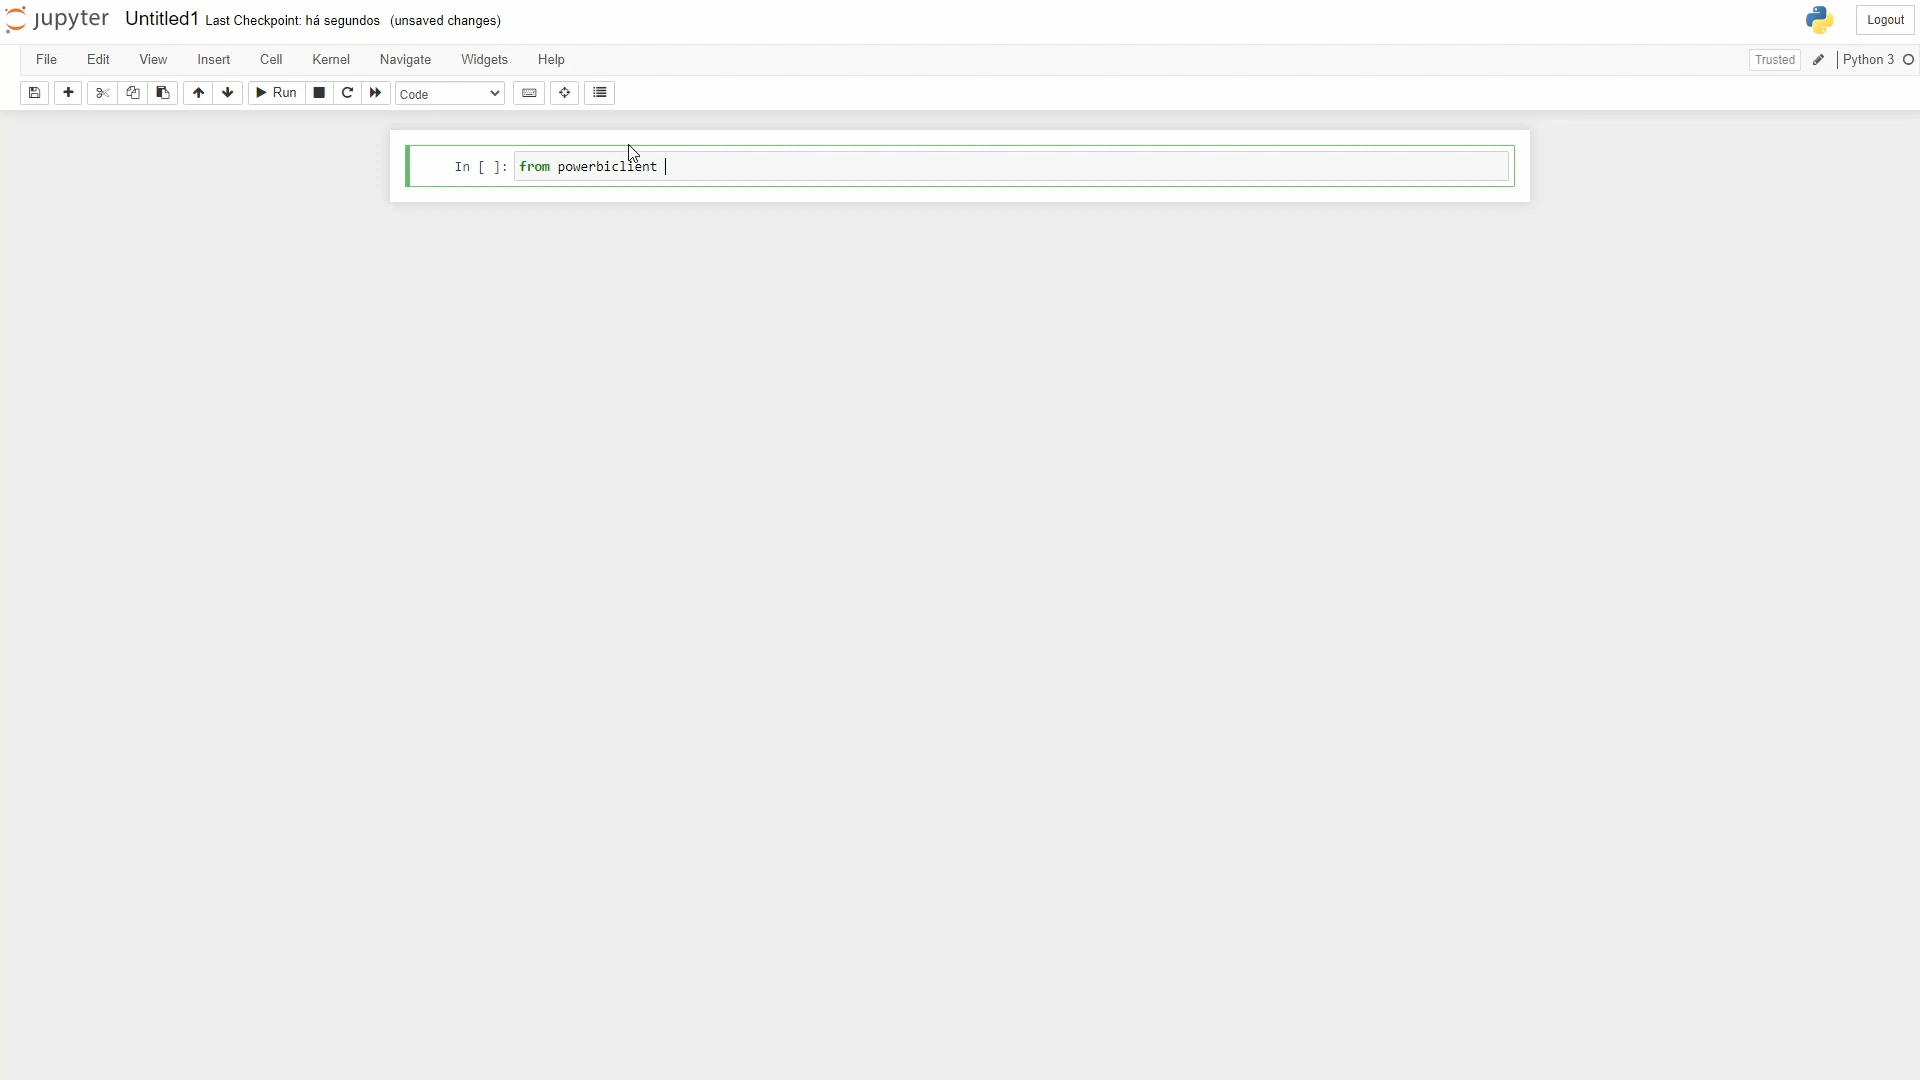 jupyter Untitled1 Last Checkpoint: há segundos (unsaved changes)
Logout
File Edit View Insert Cell Kernel Navigate Widgets Help
Trusted Python 3
Run Code
In [ ]: from powerbiclient